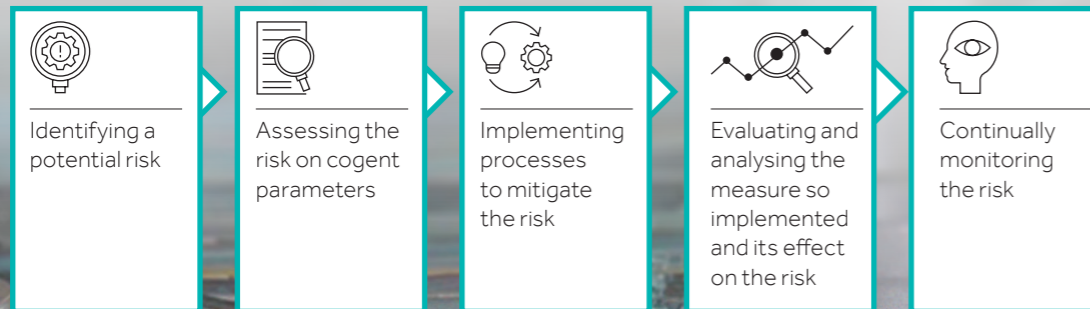 Identifying a
potential risk
Assessing the
risk on cogent
parameters
Implementing
processes
to mitigate
the risk
Evaluating and
analysing the
measure so
implemented
and its effect
on the risk
Continually
monitoring
the risk